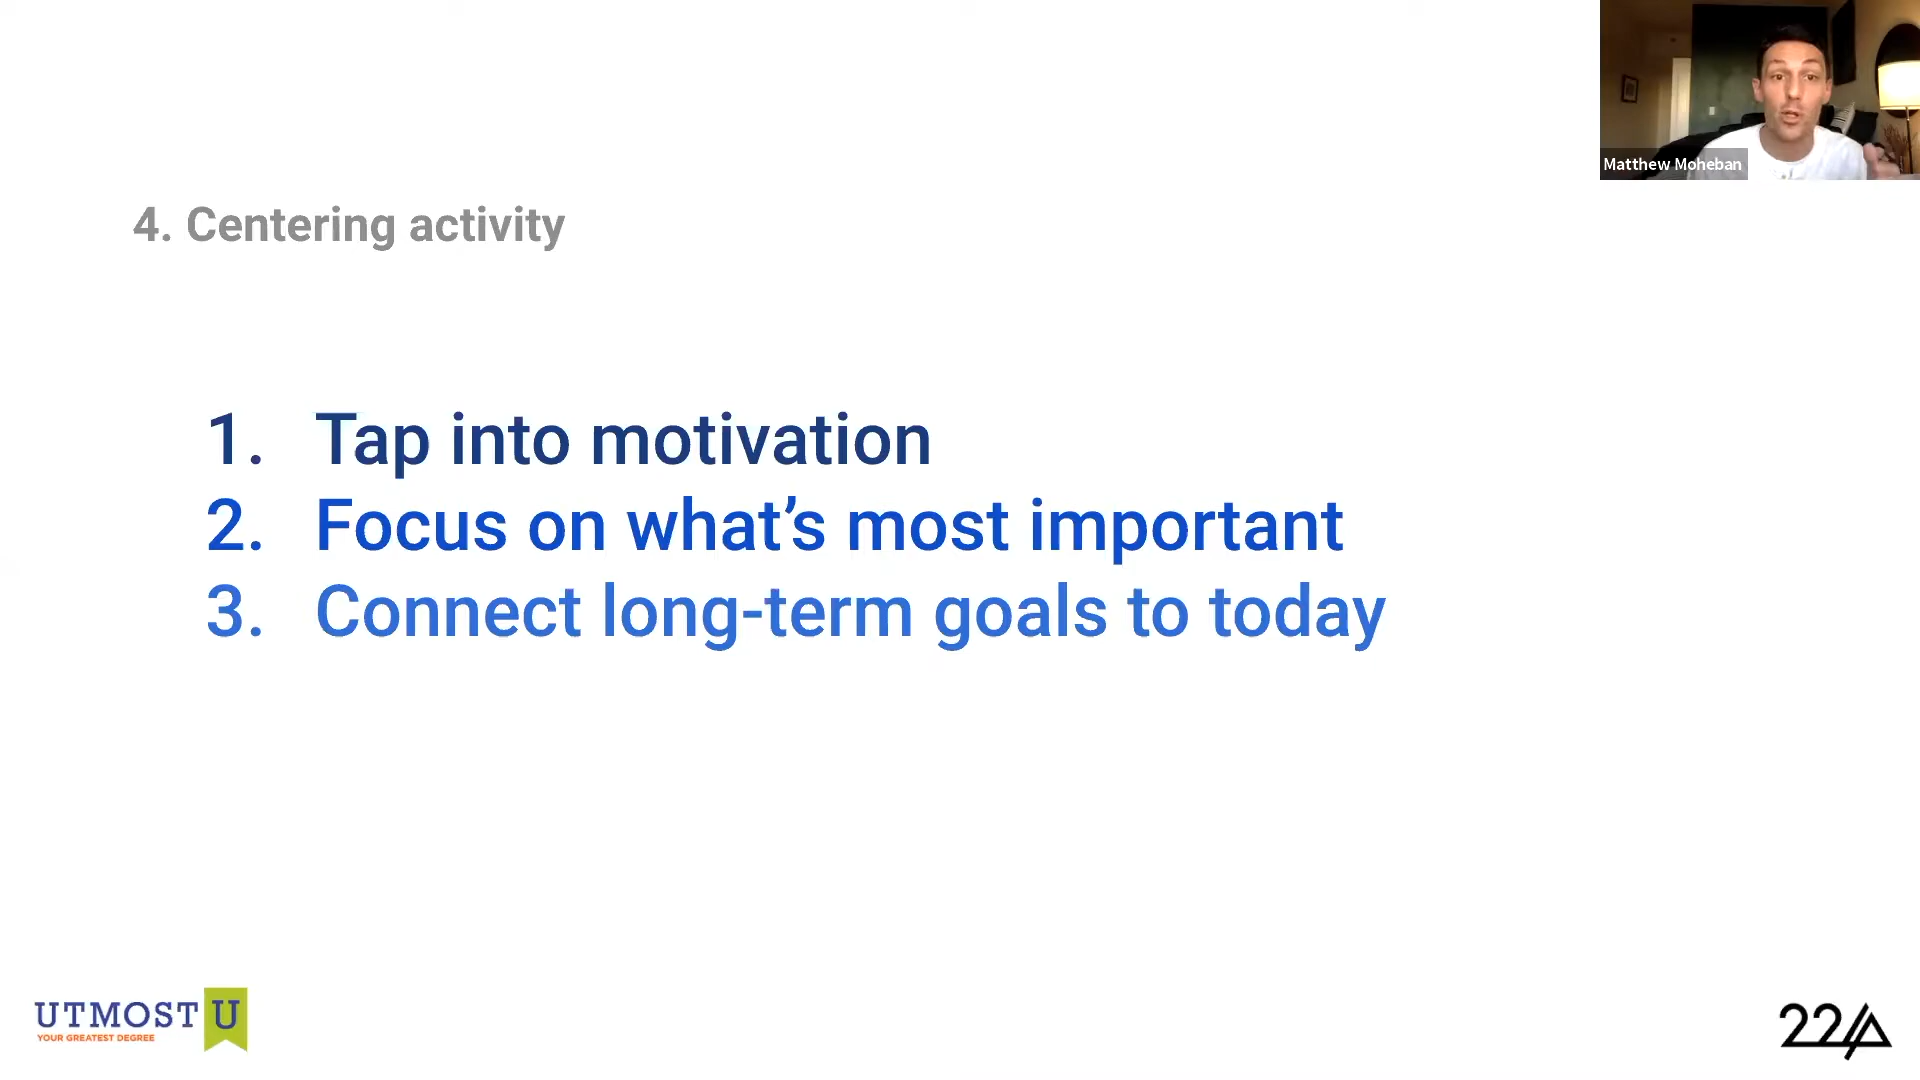 Matthew Moheban
4. Centering activity
1. Tap into motivation
2. Focus on what’s most important
3. Connect long-term goals to today
UTMOST U
YOUR GREATEST DEGREE
22